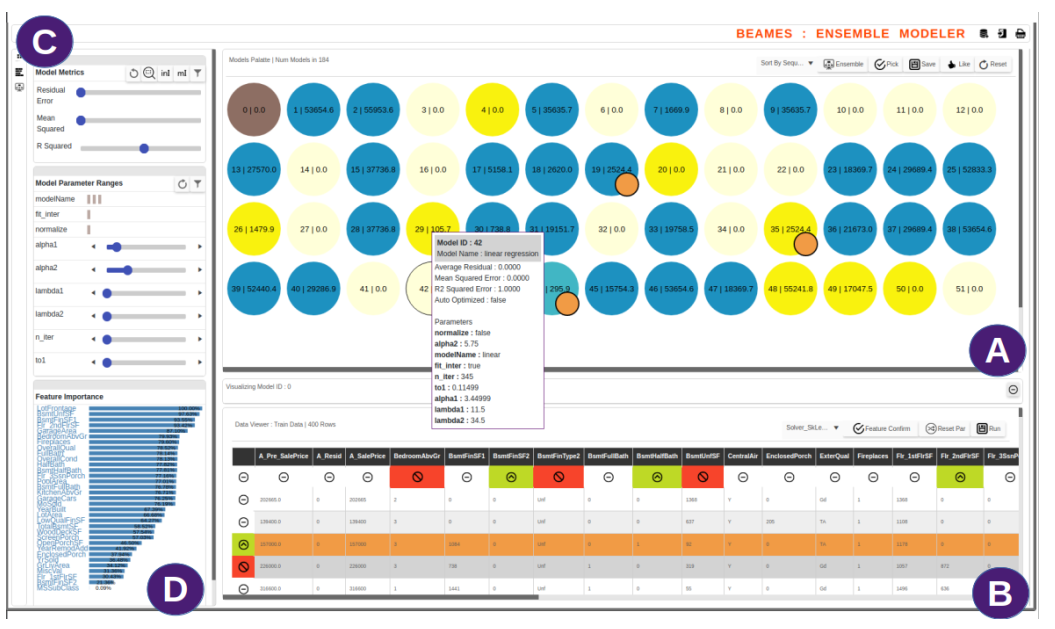 BEAMES : ENSEMBLE MODELER
C
Model Metrics
Residual Error
Mean Squared
R Squared
Model Parameter Ranges
modelName
fit_inter
normalize
alpha1
alpha2
lambda1
lambda2
n_iter
to1
Feature Importance
LotFrontage 100.00%
BsmtUnfSF
BsmtFinSF1
Flr_2ndFlrSF
GarageArea
BedroomAbvGr
Fireplaces
OverallQual
FullBath
OverallCond
HalfBath
BsmtHalfBath
Flr_3SsnPorch
PoolArea
BsmtFullBath
KitchenAbvGr
GarageCars
MoSold
YearBuilt
LotArea
LowQualFinSF
TotalBsmtSF
WoodDeckSF
ScreenPorch
OpenPorchSF
YearRemodAdd
EnclosedPorch
YrSold
GrLivArea
MiscVal
Flr_1stFlrSF
BsmtFinSF2
MSSubClass 0.09%
D
Models Palatte | Num Models in 184
Sort By Sequ... Ensemble Pick Save Like Reset
0 | 0.0 1 | 53654.6 2 | 55953.6 3 | 0.0 4 | 0.0 5 | 35635.7 6 | 0.0 7 | 1669.9 8 | 0.0 9 | 35635.7 10 | 0.0 11 | 0.0 12 | 0.0
13 | 27570.0 14 | 0.0 15 | 37736.8 16 | 0.0 17 | 5158.1 18 | 2620.0 19 | 2524.4 20 | 0.0 21 | 0.0 22 | 0.0 23 | 18369.7 24 | 29689.4 25 | 52833.3
26 | 1479.9 27 | 0.0 28 | 37736.8 29 | 105.7 30 | 738.8 31 | 19151.7 32 | 0.0 33 | 19758.5 34 | 0.0 35 | 2524.4 36 | 21673.0 37 | 29689.4 38 | 53654.6
39 | 52440.4 40 | 29286.9 41 | 0.0 42 | 295.9 45 | 15754.3 46 | 53654.6 47 | 18369.7 48 | 55241.8 49 | 17047.5 50 | 0.0 51 | 0.0
Model ID : 42
Model Name : linear regression
Average Residual : 0.0000
Mean Squared Error : 0.0000
R2 Squared Error : 1.0000
Auto Optimized : false
Parameters
normalize : false
alpha2 : 5.75
modelName : linear
fit_inter : true
n_iter : 345
to1 : 0.11499
alpha1 : 3.44999
lambda1 : 11.5
lambda2 : 34.5
A
Visualizing Model ID : 0
Data Viewer : Train Data | 400 Rows
Solver_SkLe... Feature Confirm Reset Par Run
A_Pre_SalePrice A_Resid A_SalePrice BedroomAbvGr BsmtFinSF1 BsmtFinSF2 BsmtFinType2 BsmtFullBath BsmtHalfBath BsmtUnfSF CentralAir EnclosedPorch ExterQual Fireplaces Flr_1stFlrSF Flr_2ndFlrSF Flr_3SsnP
202665.0 0 202665 2 0 0 Unf 0 0 1368 Y 0 Gd 1 1368 0 0
139400.0 0 139400 3 0 0 Unf 0 0 637 Y 205 TA 1 1108 0 0
157000.0 0 157000 3 1084 0 Unf 0 1 92 Y 0 TA 1 1178 0 0
226000.0 0 226000 3 738 0 Unf 1 0 319 Y 0 Gd 1 1057 872 0
316600.0 0 316600 1 1441 0 Unf 1 0 55 Y 0 Gd 1 1496 636
B